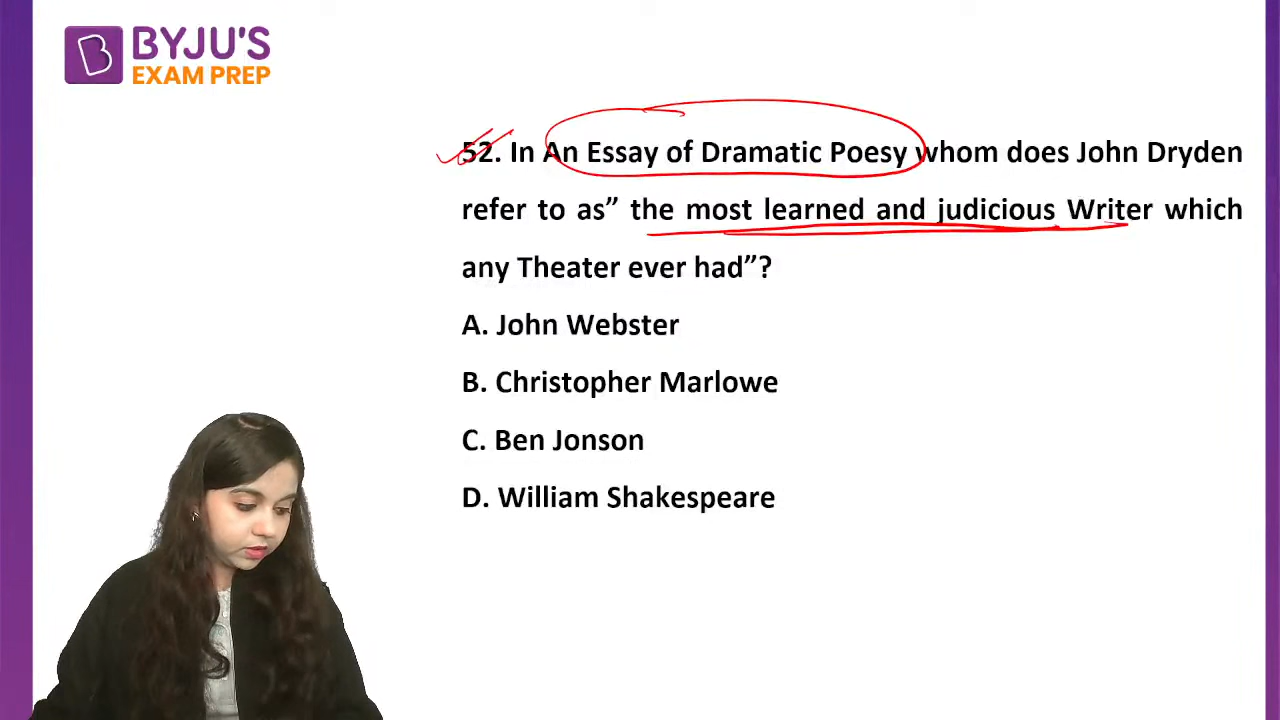 BYJU'S
EXAM PREP
52. In An Essay of Dramatic Poesy whom does John Dryden
refer to as” the most learned and judicious Writer which
any Theater ever had”?
A. John Webster
B. Christopher Marlowe
C. Ben Jonson
D. William Shakespeare